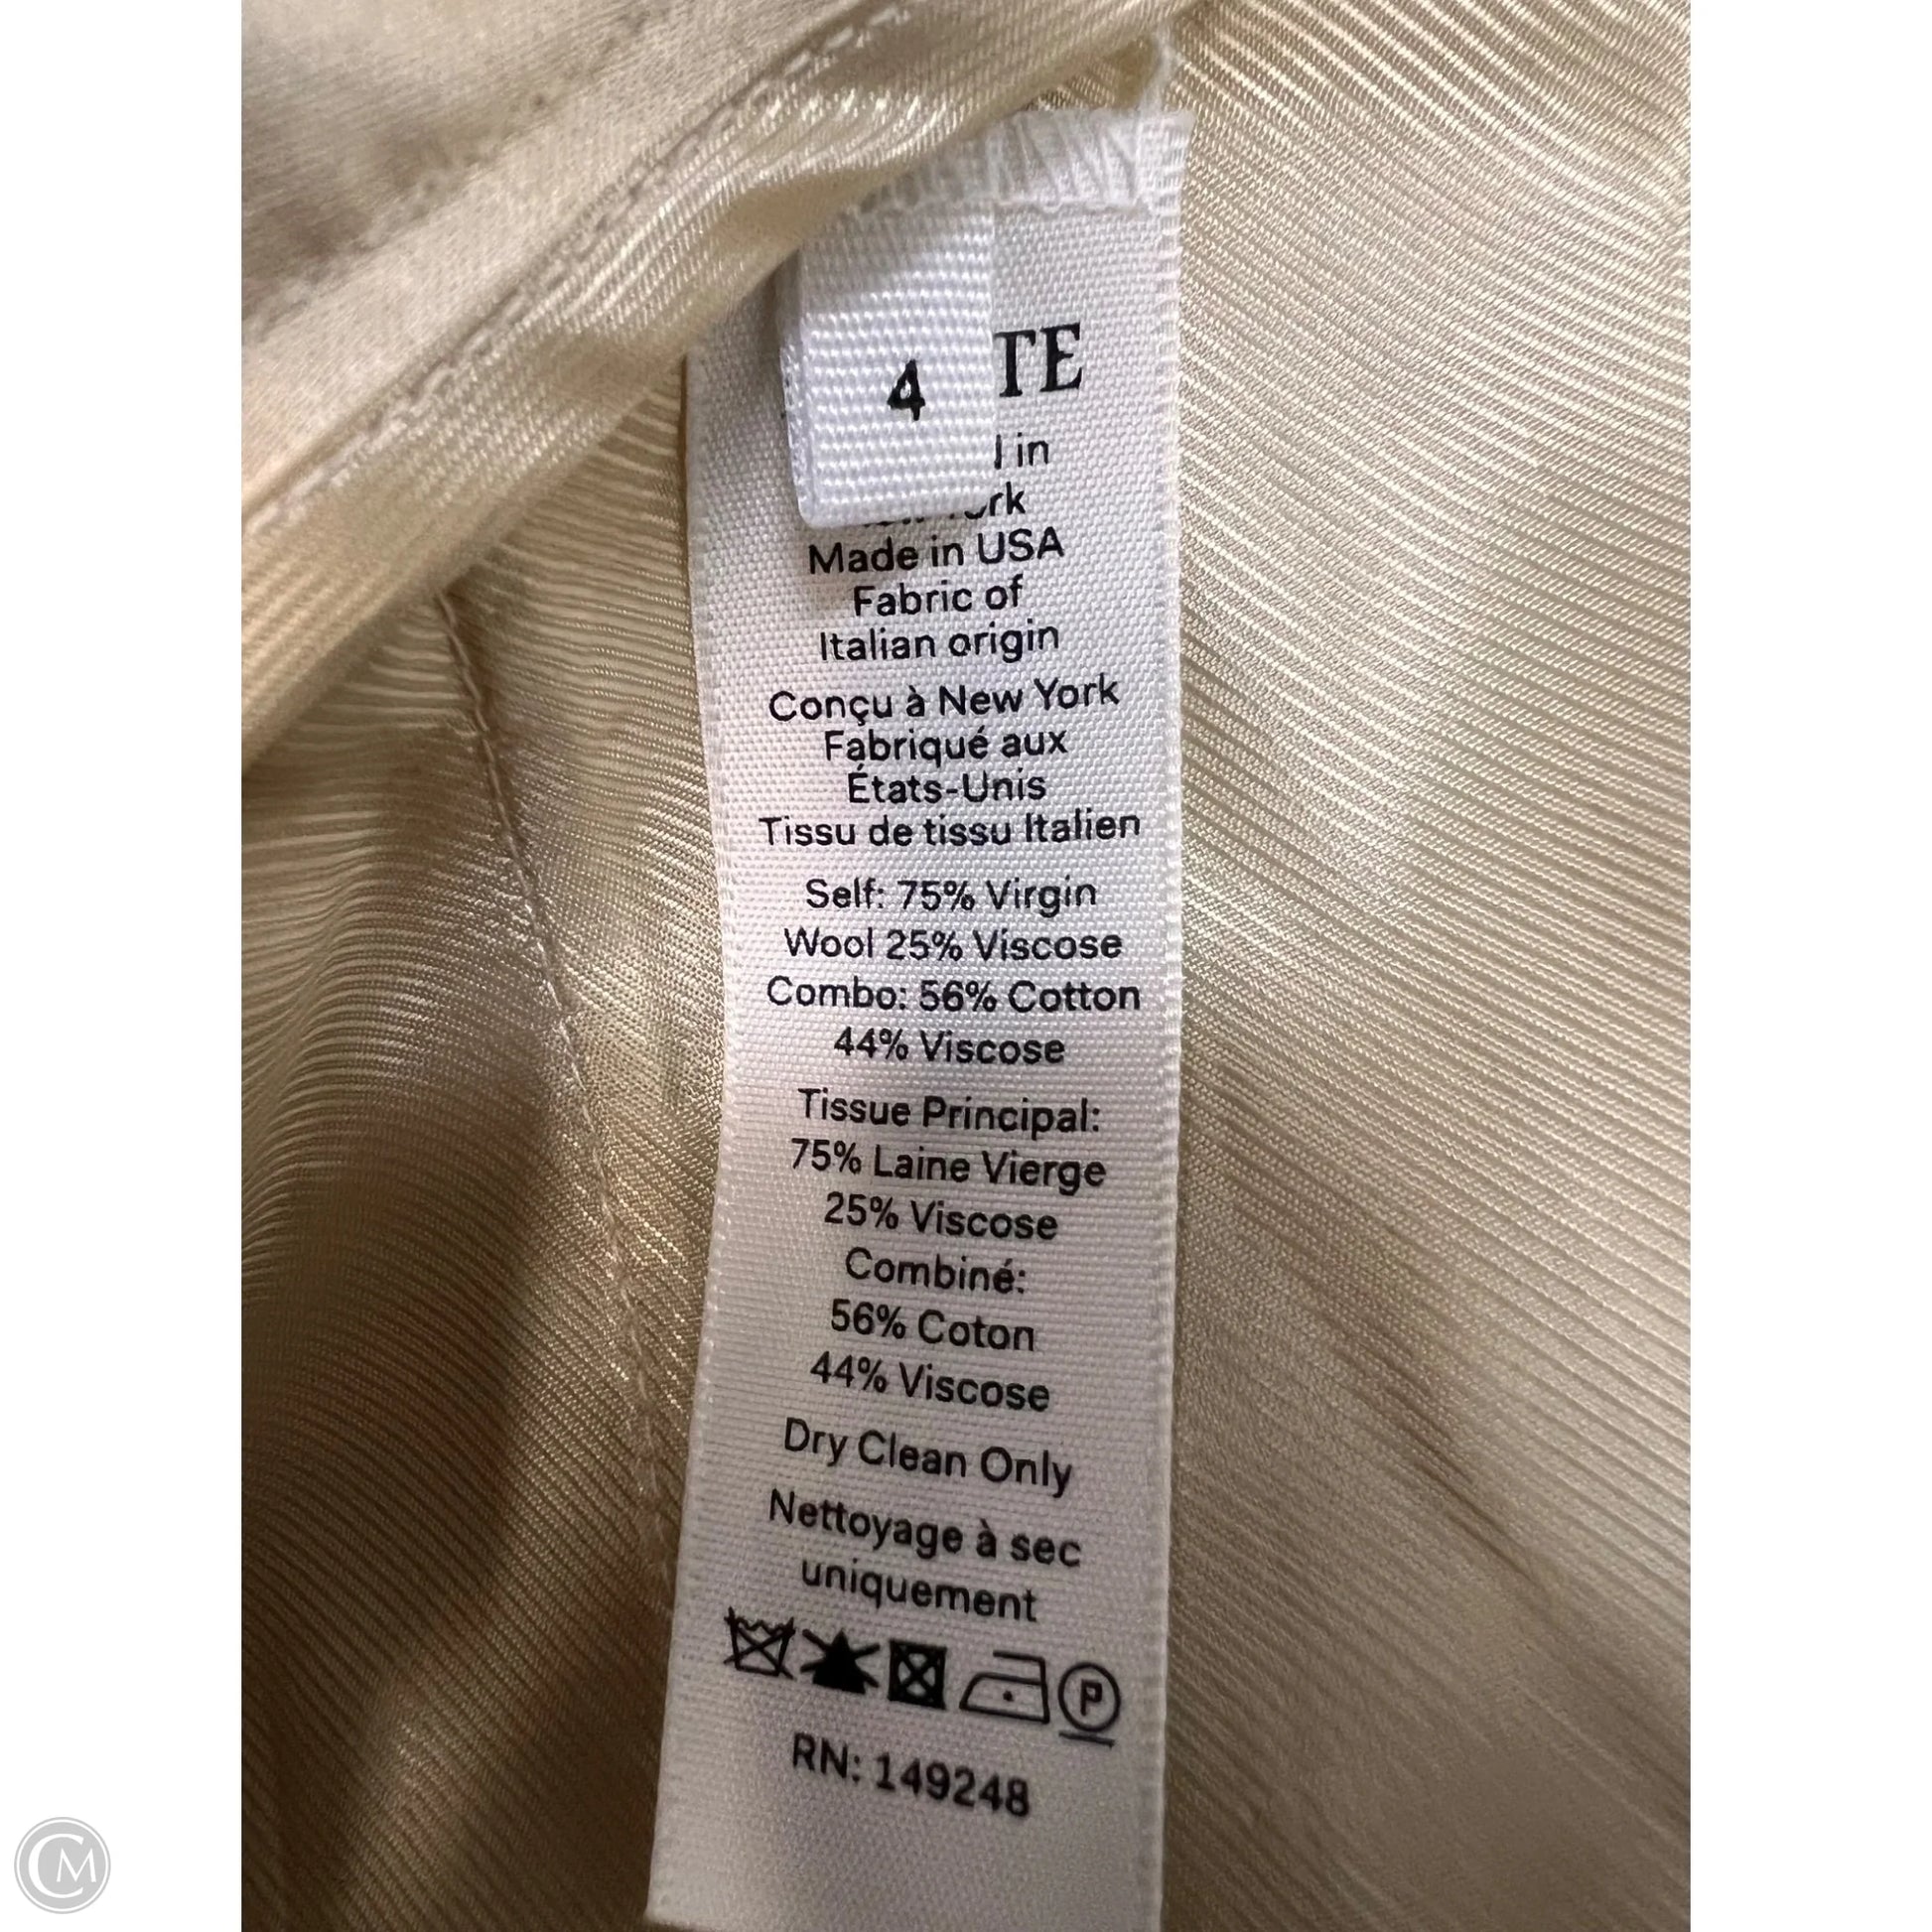 4
TE
in
Made in USA
Fabric of
Italian origin
Conçu à New York
Fabriqué aux
États-Unis
Tissu de tissu Italien
Self: 75% Virgin
Wool 25% Viscose
Combo: 56% Cotton
44% Viscose
Tissue Principal:
75% Laine Vierge
25% Viscose
Combiné:
56% Coton
44% Viscose
Dry Clean Only
Nettoyage à sec
uniquement
P
RN: 149248
CM